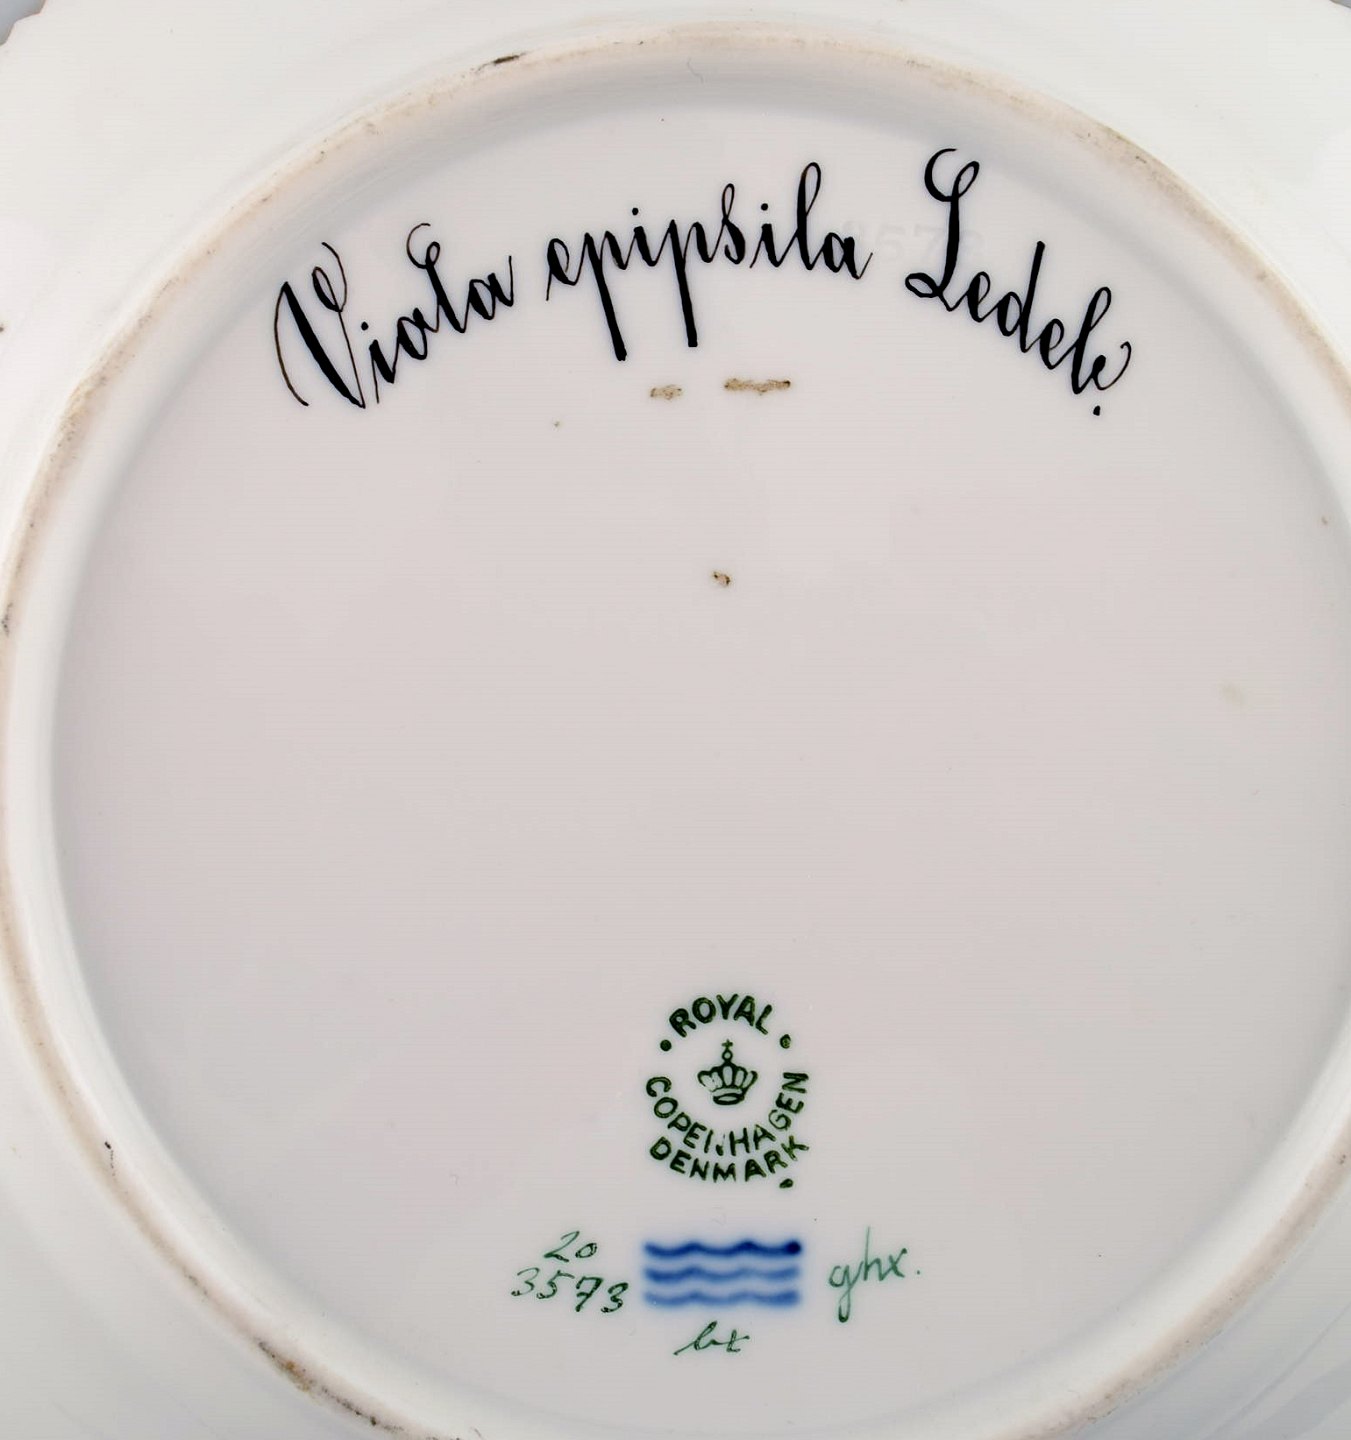 Viola epipsila Ledeb.
ROYAL
COPENHAGEN
DENMARK
20
3573
ghx.